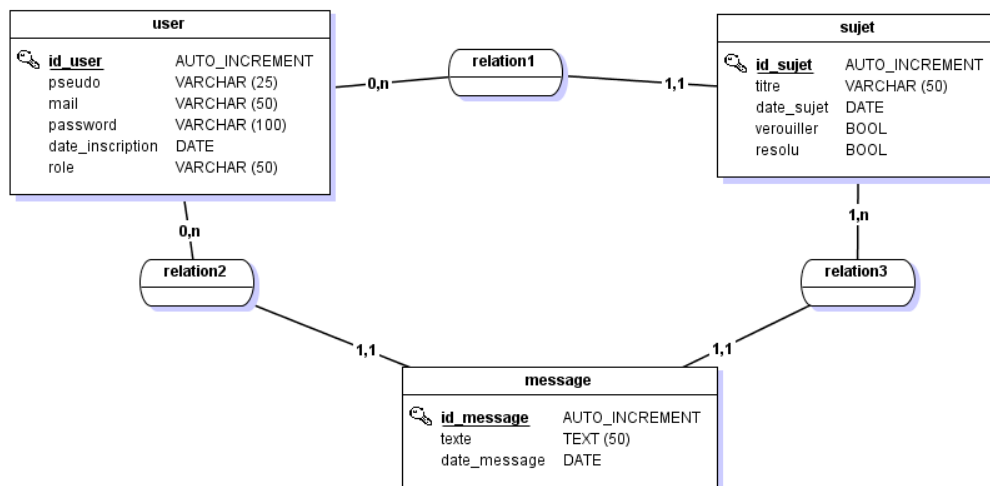 user
id_user AUTO_INCREMENT
pseudo VARCHAR (25)
mail VARCHAR (50)
password VARCHAR (100)
date_inscription DATE
role VARCHAR (50)
0,n
relation1
1,1
sujet
id_sujet AUTO_INCREMENT
titre VARCHAR (50)
date_sujet DATE
verouiller BOOL
resolu BOOL
0,n
relation2
1,1
1,n
relation3
1,1
message
id_message AUTO_INCREMENT
texte TEXT (50)
date_message DATE